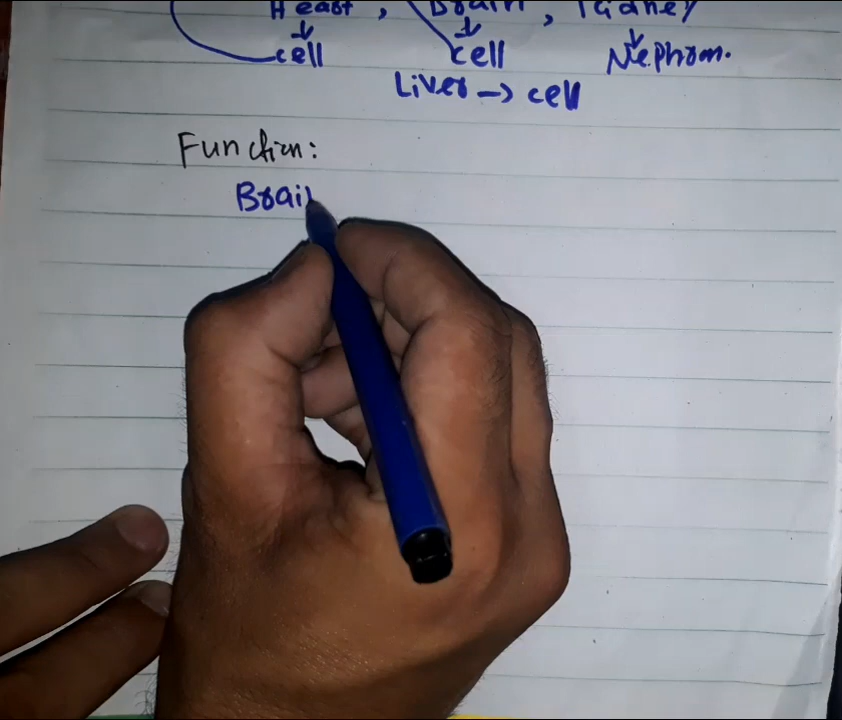 Heart, Brain, Kidney
cell cell Nephron.
Liver -> cell
Function:
Brai